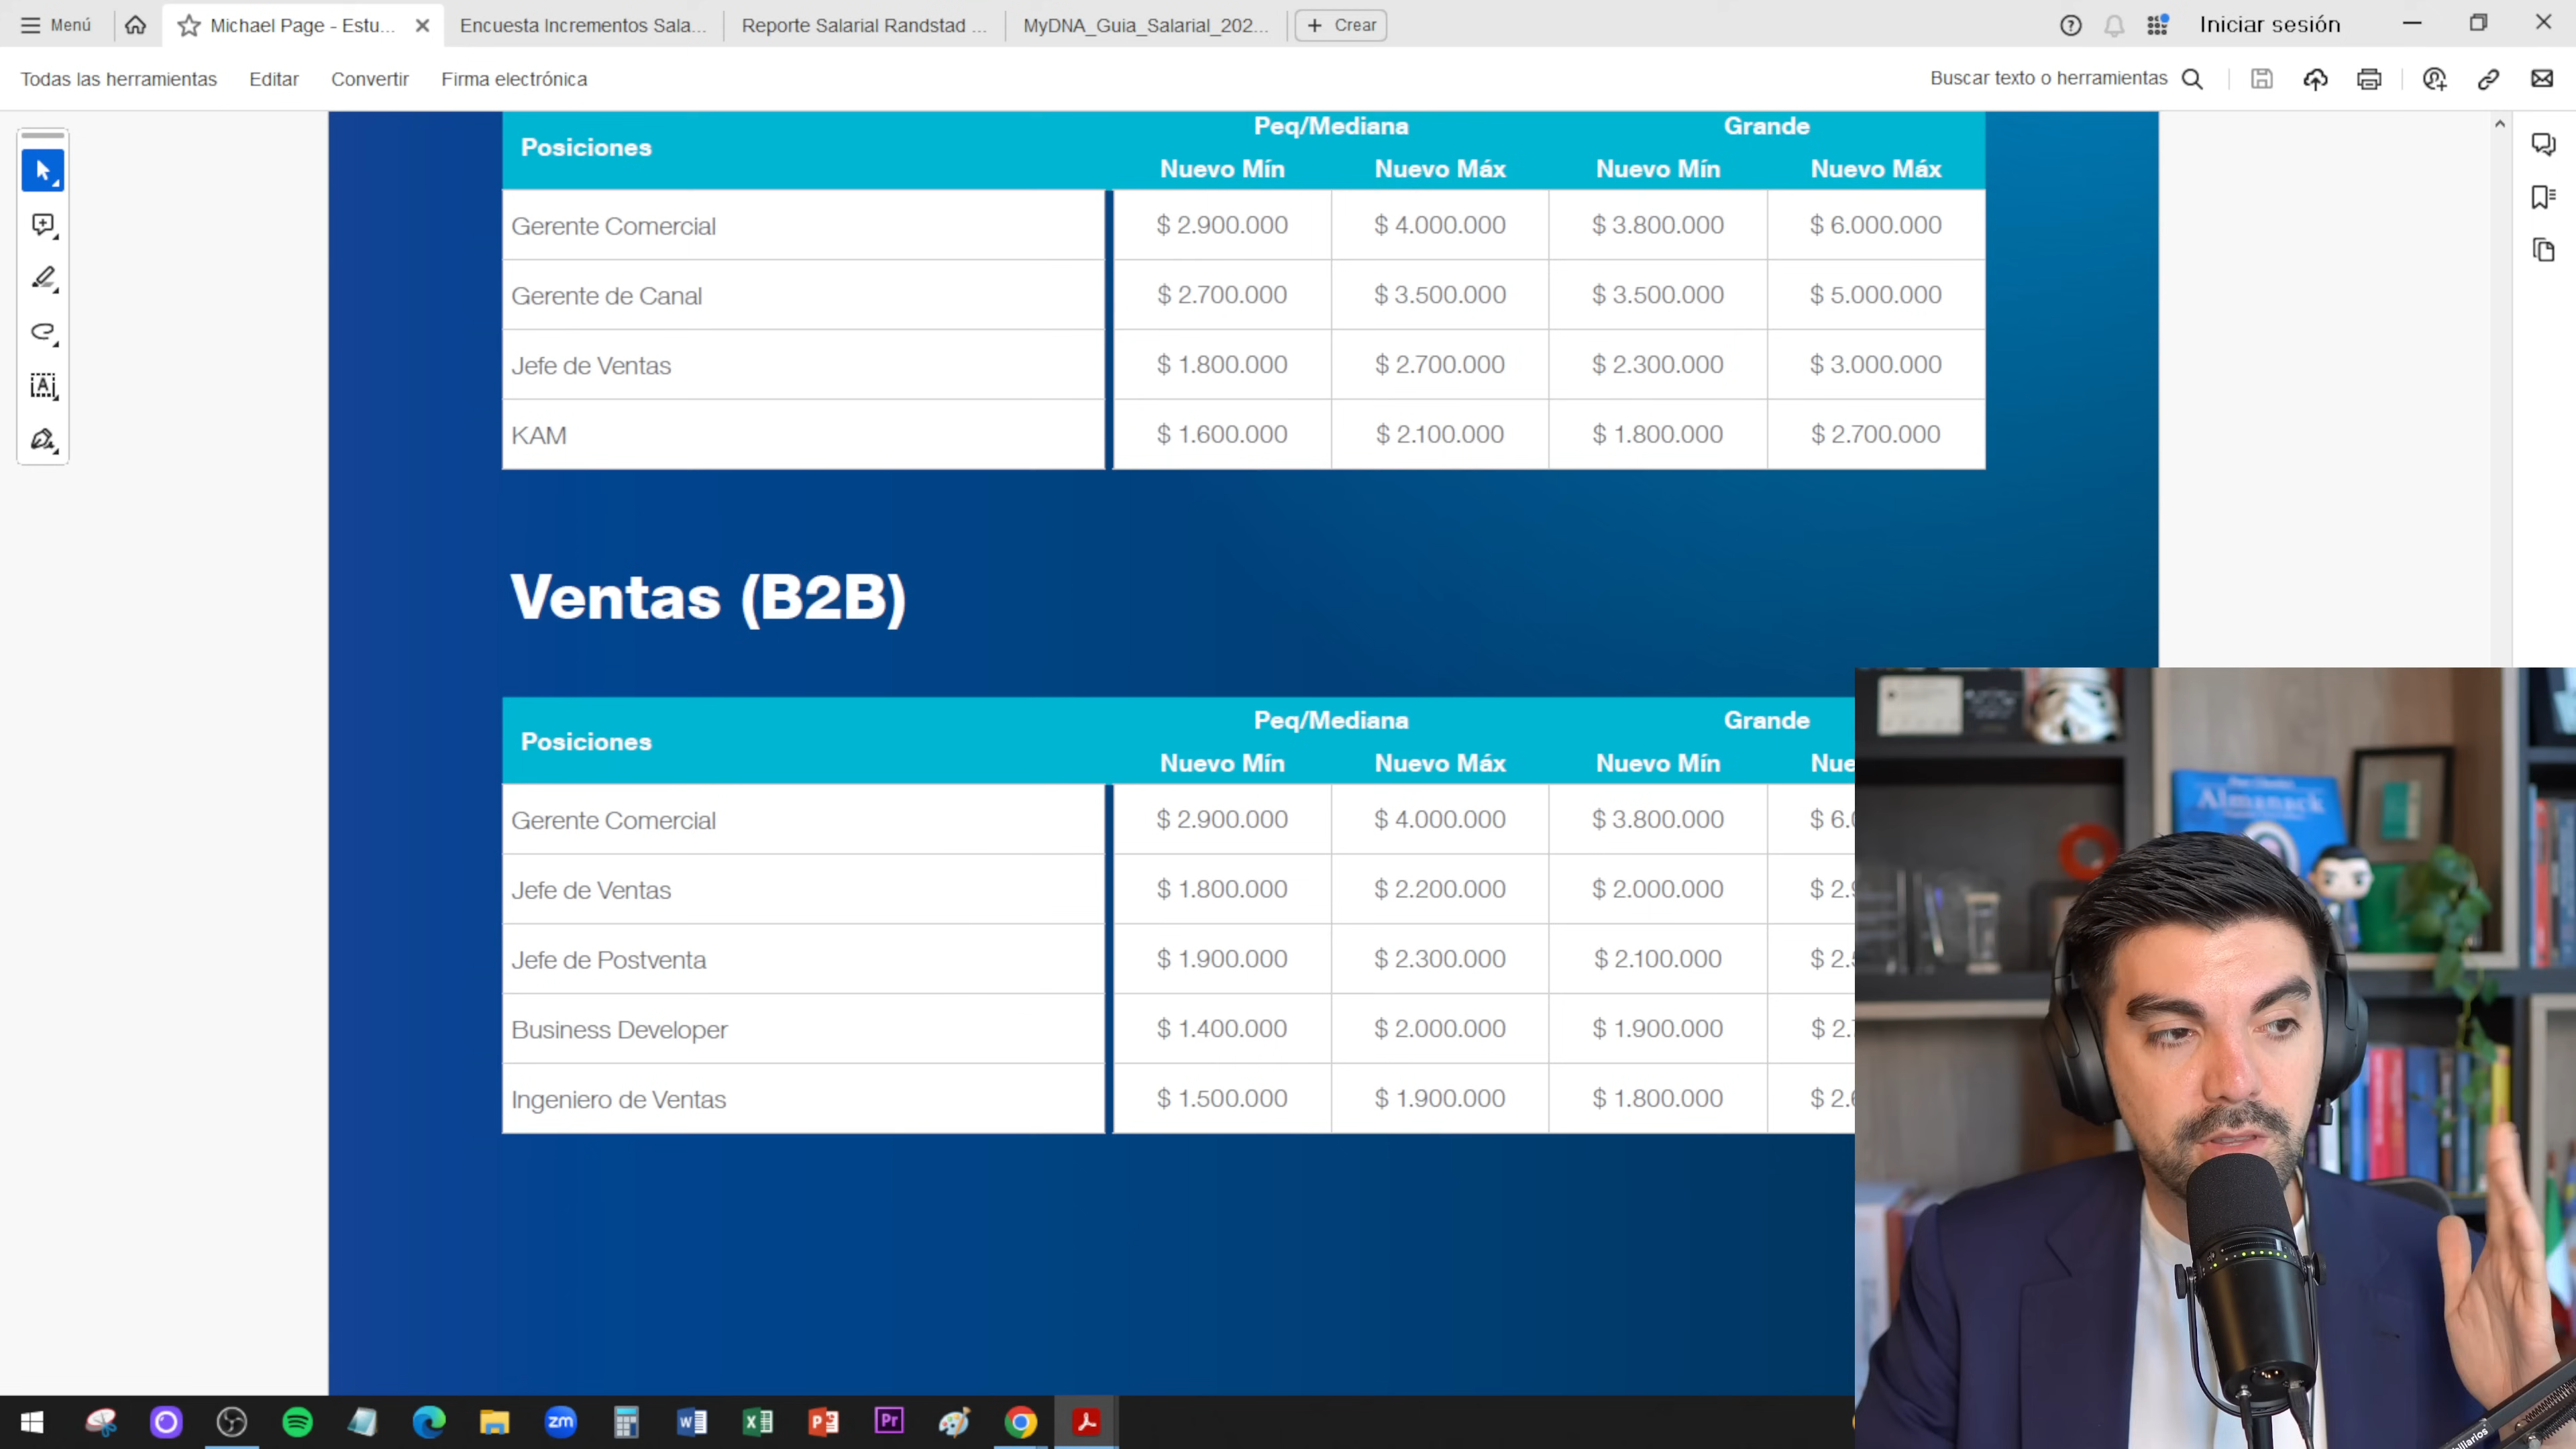 Menú
Michael Page - Estu...
Encuesta Incrementos Sala...
Reporte Salarial Randstad ...
MyDNA_Guia_Salarial_202...
Crear
Iniciar sesión
Todas las herramientas
Editar
Convertir
Firma electrónica
Buscar texto o herramientas
Posiciones
Peq/Mediana
Grande
Nuevo Mín
Nuevo Máx
Nuevo Mín
Nuevo Máx
Gerente Comercial
$ 2.900.000
$ 4.000.000
$ 3.800.000
$ 6.000.000
Gerente de Canal
$ 2.700.000
$ 3.500.000
$ 3.500.000
$ 5.000.000
Jefe de Ventas
$ 1.800.000
$ 2.700.000
$ 2.300.000
$ 3.000.000
KAM
$ 1.600.000
$ 2.100.000
$ 1.800.000
$ 2.700.000
Ventas (B2B)
Posiciones
Peq/Mediana
Grande
Nuevo Mín
Nuevo Máx
Nuevo Mín
Nue
Gerente Comercial
$ 2.900.000
$ 4.000.000
$ 3.800.000
Jefe de Ventas
$ 1.800.000
$ 2.200.000
$ 2.000.000
Jefe de Postventa
$ 1.900.000
$ 2.300.000
$ 2.100.000
Business Developer
$ 1.400.000
$ 2.000.000
$ 1.900.000
Ingeniero de Ventas
$ 1.500.000
$ 1.900.000
$ 1.800.000
Almanack
zm
Pr